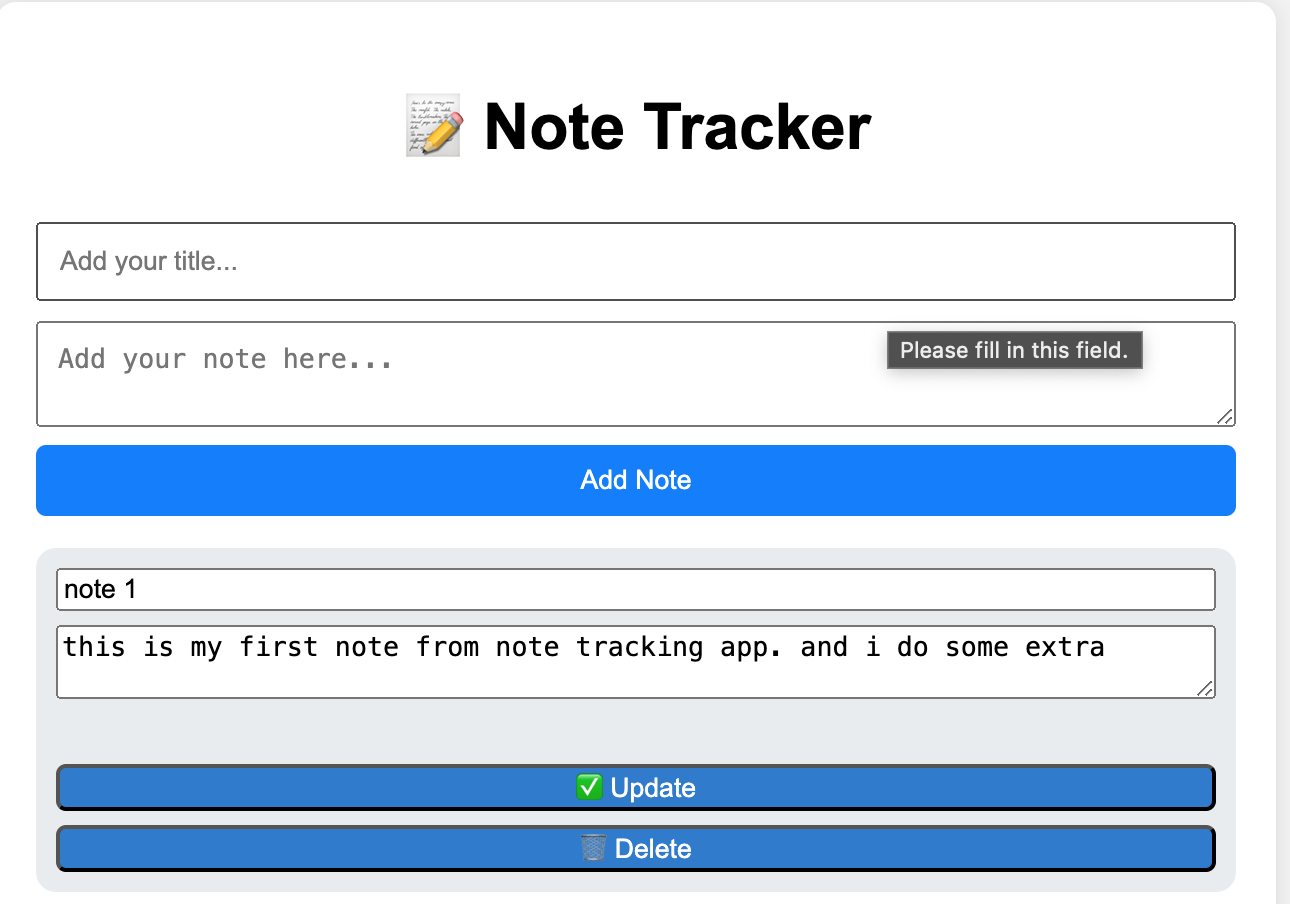 Note Tracker
Add your title...
Add your note here...
Please fill in this field.
Add Note
note 1
this is my first note from note tracking app. and i do some extra
✅ Update
🗑️ Delete